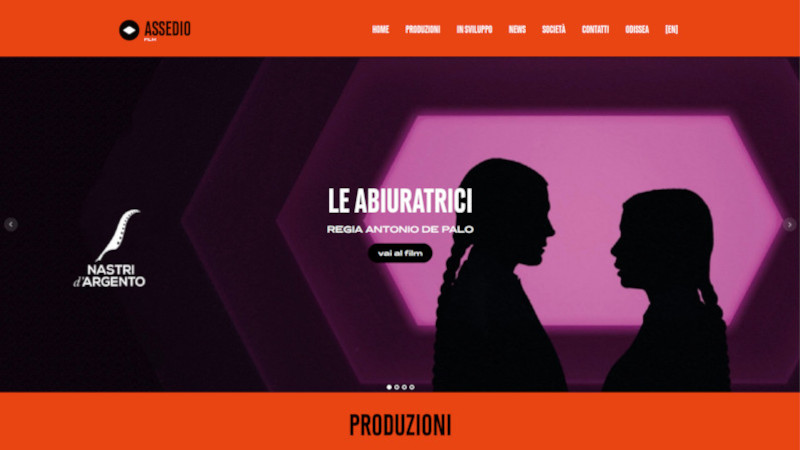 ASSEDIO
FILM
HOME PRODUZIONI IN SVILUPPO NEWS SOCIETÀ CONTATTI ODISSEA [EN]
LE ABIURATRICI
REGIA ANTONIO DE PALO
vai al film
NASTRI
d'ARGENTO
PRODUZIONI